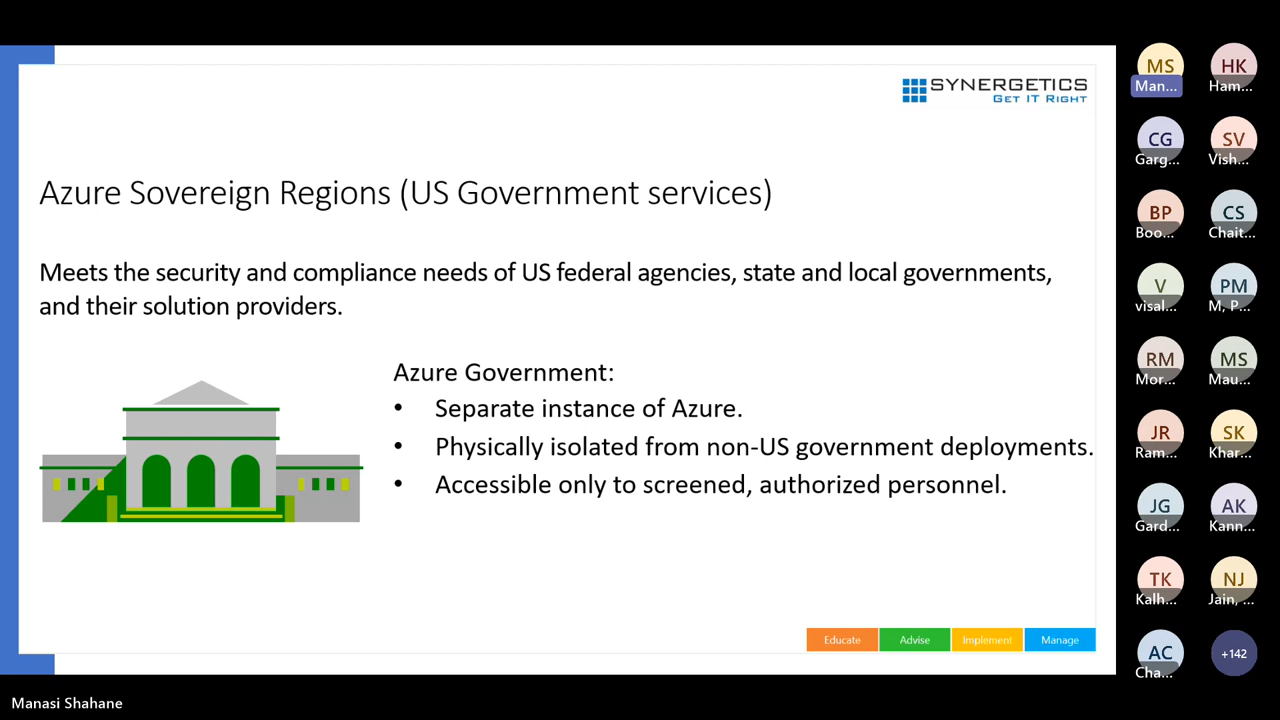 SYNERGETICS
GET IT RIGHT
Azure Sovereign Regions (US Government services)
Meets the security and compliance needs of US federal agencies, state and local governments,
and their solution providers.
Azure Government:
• Separate instance of Azure.
• Physically isolated from non-US government deployments.
• Accessible only to screened, authorized personnel.
Educate Advise Implement Manage
MS HK
Man... Ham...
CG SV
Garg... Vish...
BP CS
Boo... Chait...
V PM
visal... M, P...
RM MS
Mor... Mau...
JR SK
Ram... Khar...
JG AK
Gard... Kann...
TK NJ
Kalh... Jain, ...
AC +142
Cha...
Manasi Shahane